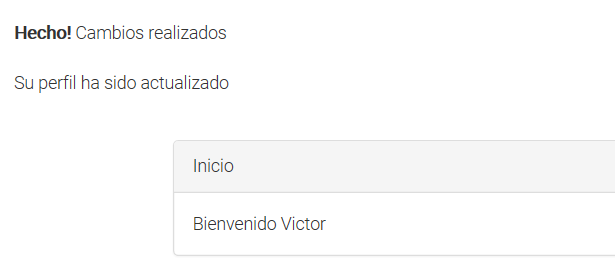 Hecho! Cambios realizados
Su perfil ha sido actualizado
Inicio
Bienvenido Victor